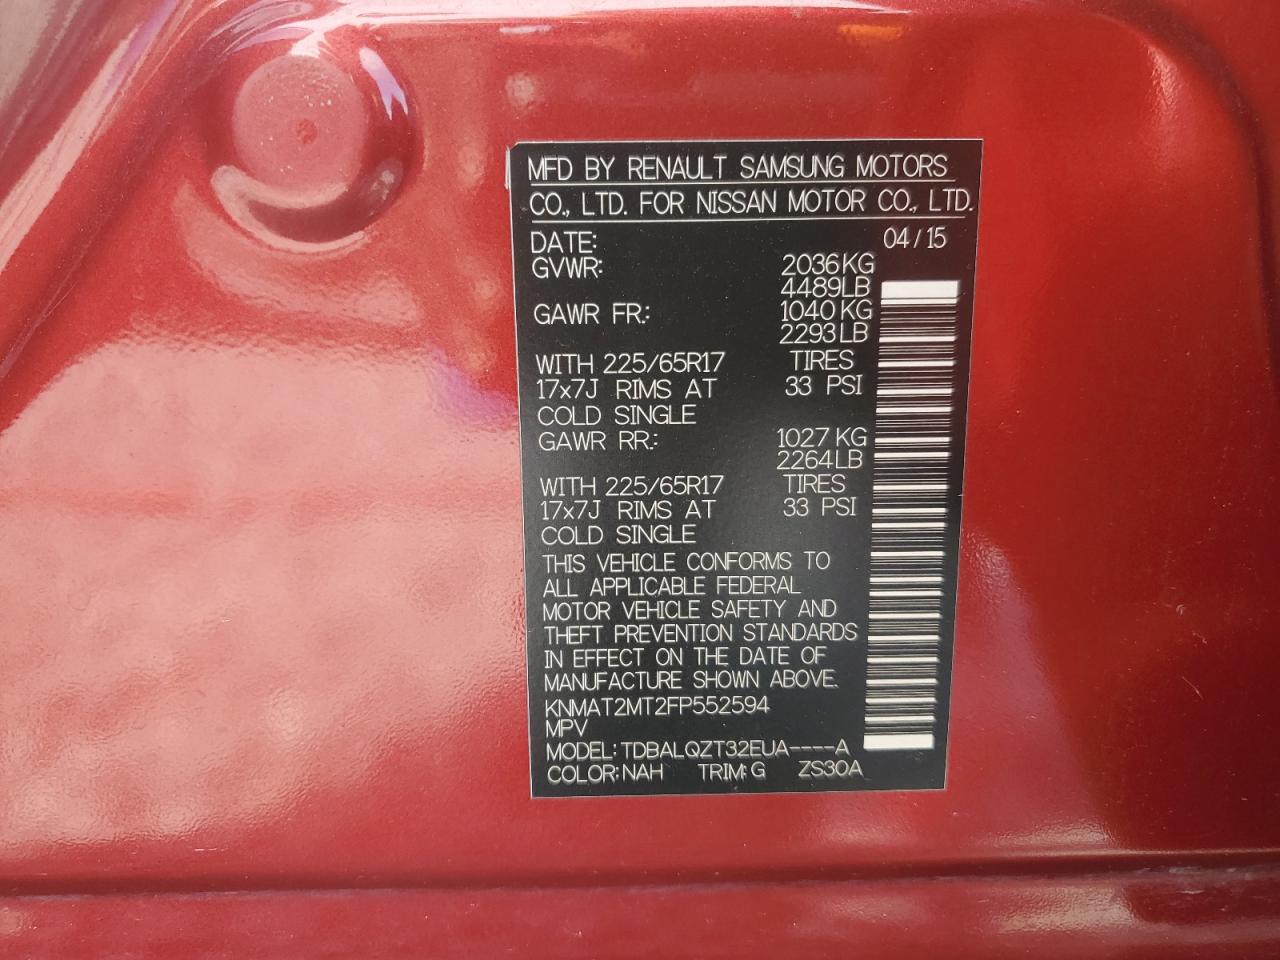 MFD BY RENAULT SAMSUNG MOTORS
CO., LTD. FOR NISSAN MOTOR CO., LTD.
DATE: 04/15
GVWR: 2036KG
4489LB
GAWR FR.: 1040KG
2293LB
WITH 225/65R17 TIRES
17x7J RIMS AT 33 PSI
COLD SINGLE
GAWR RR.: 1027KG
2264LB
WITH 225/65R17 TIRES
17x7J RIMS AT 33 PSI
COLD SINGLE
THIS VEHICLE CONFORMS TO
ALL APPLICABLE FEDERAL
MOTOR VEHICLE SAFETY AND
THEFT PREVENTION STANDARDS
IN EFFECT ON THE DATE OF
MANUFACTURE SHOWN ABOVE.
KNMAT2MT2FP552594
MPV
MODEL: TDBALQZT32EUA----A
COLOR: NAH TRIM: G ZS30A